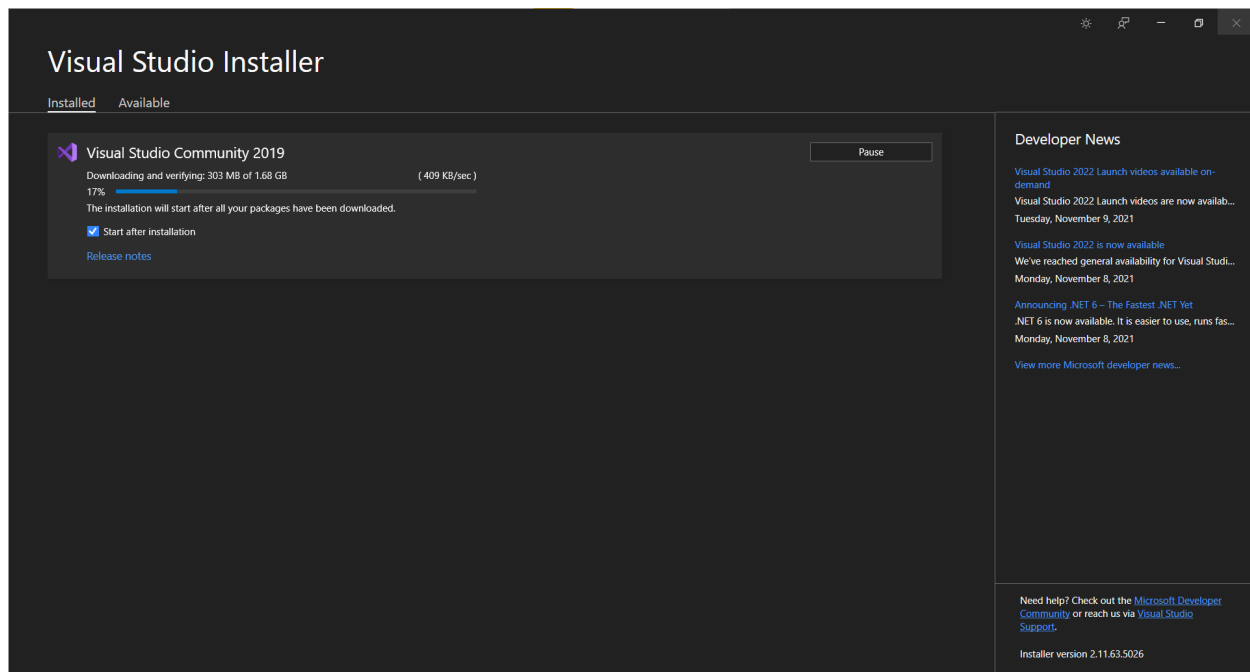 Visual Studio Installer
Installed Available
Visual Studio Community 2019
Pause
Downloading and verifying: 303 MB of 1.68 GB ( 409 KB/sec )
17%
The installation will start after all your packages have been downloaded.
Start after installation
Release notes
Developer News
Visual Studio 2022 Launch videos available on-
demand
Visual Studio 2022 Launch videos are now availab...
Tuesday, November 9, 2021
Visual Studio 2022 is now available
We've reached general availability for Visual Studi...
Monday, November 8, 2021
Announcing .NET 6 – The Fastest .NET Yet
.NET 6 is now available. It is easier to use, runs fas...
Monday, November 8, 2021
View more Microsoft developer news...
Need help? Check out the Microsoft Developer
Community or reach us via Visual Studio
Support.
Installer version 2.11.63.5026